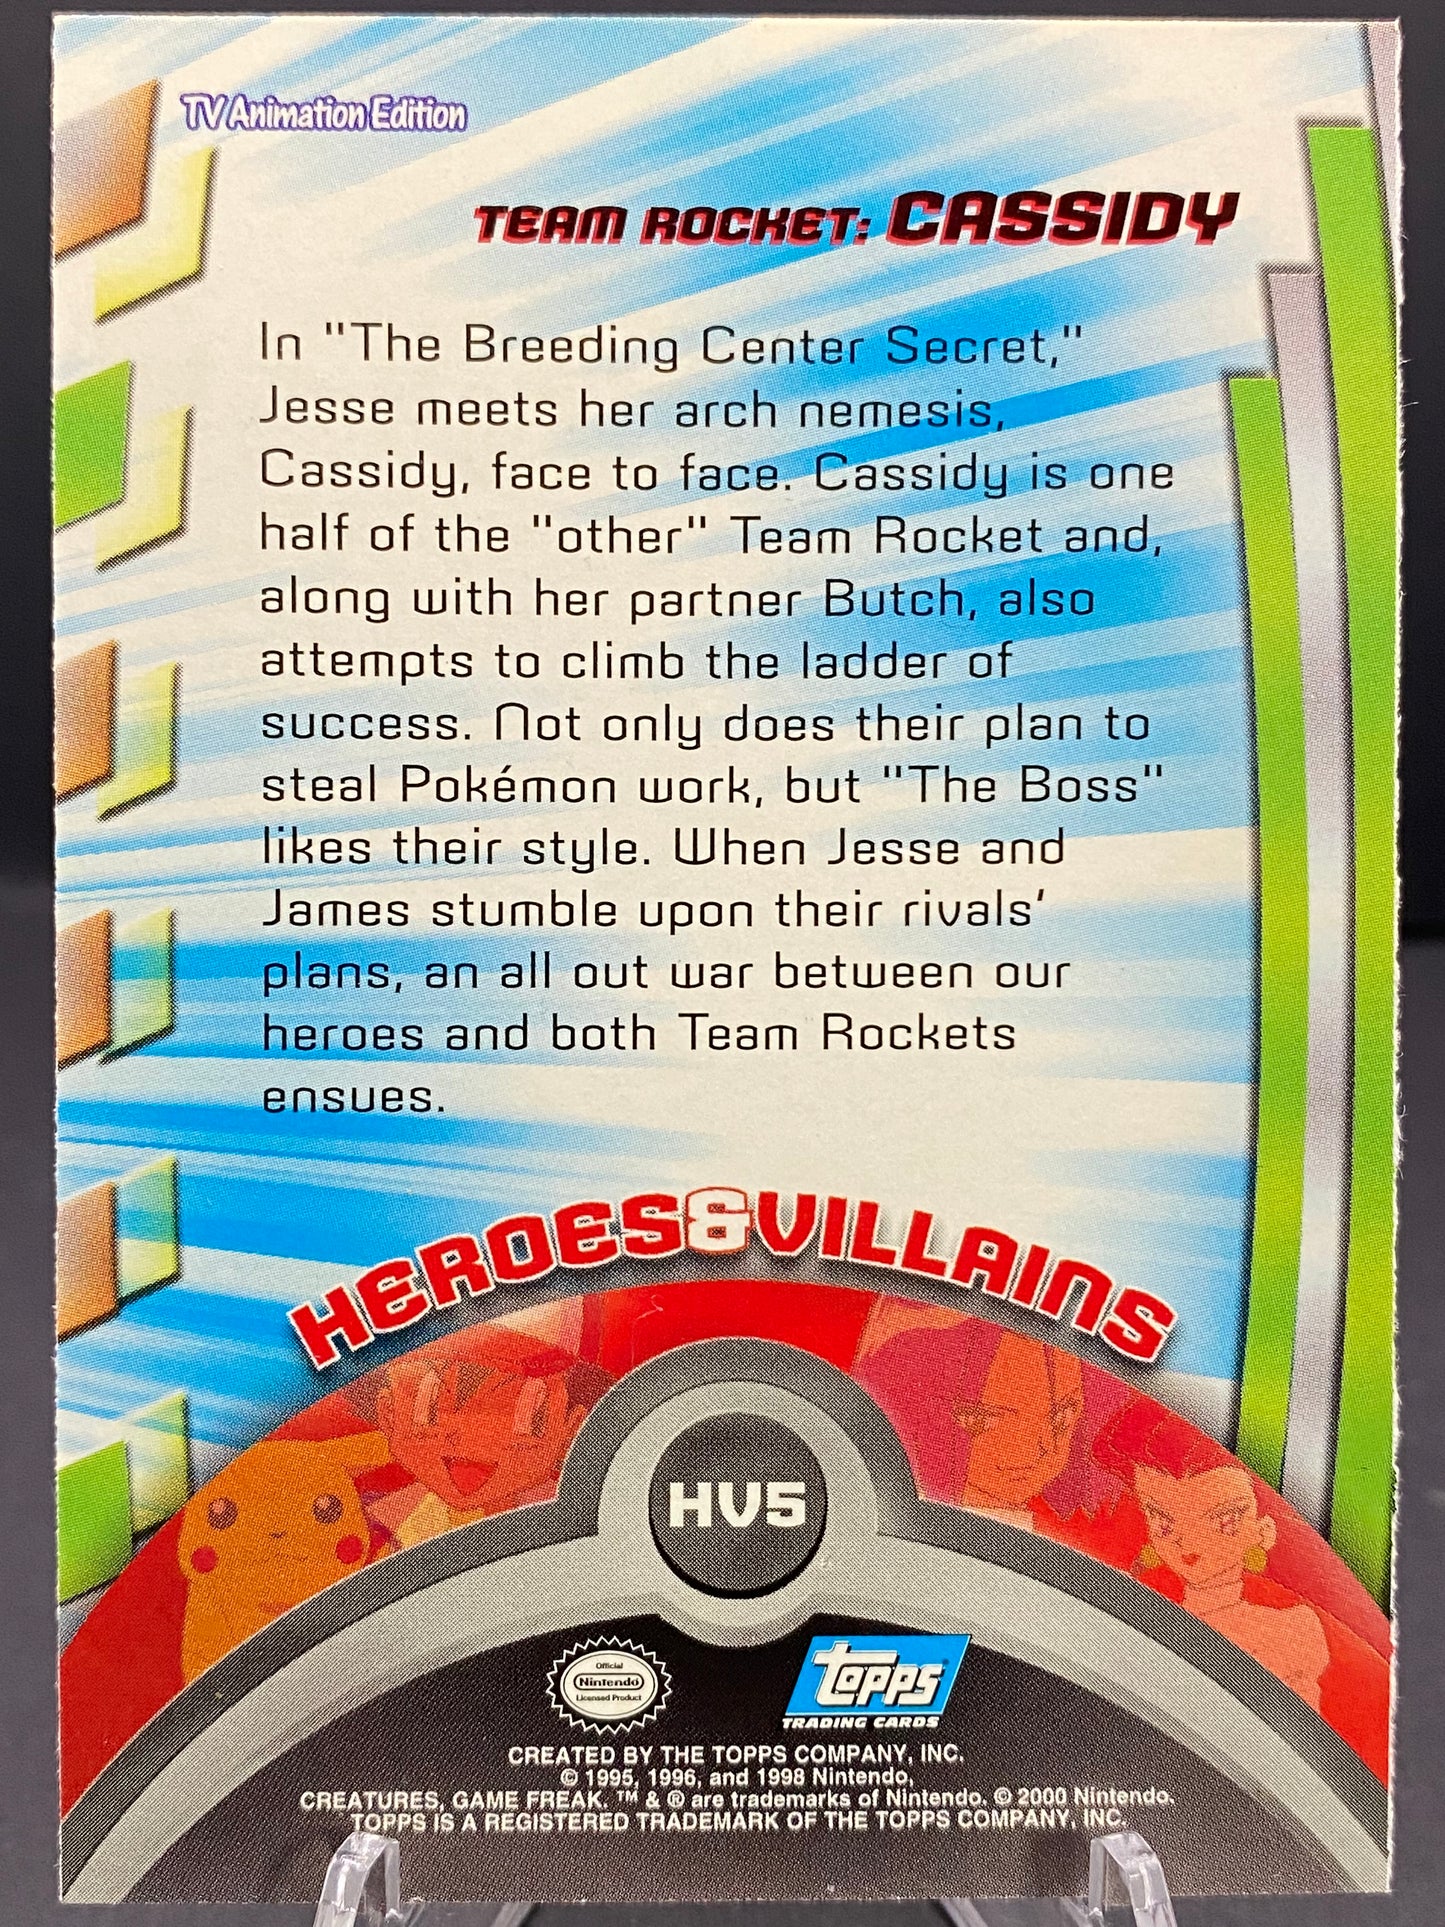 TV Animation Edition
TEAM ROCKET: CASSIDY
In "The Breeding Center Secret,"
Jesse meets her arch nemesis,
Cassidy, face to face. Cassidy is one
half of the "other" Team Rocket and,
along with her partner Butch, also
attempts to climb the ladder of
success. Not only does their plan to
steal Pokémon work, but "The Boss"
likes their style. When Jesse and
James stumble upon their rivals'
plans, an all out war between our
heroes and both Team Rockets
ensues.
HEROES & VILLAINS
HV5
Official
Nintendo
Licensed Product
topps
TRADING CARDS
CREATED BY THE TOPPS COMPANY, INC.
© 1995, 1996, and 1998 Nintendo,
CREATURES, GAME FREAK. ™ & ® are trademarks of Nintendo. © 2000 Nintendo.
TOPPS IS A REGISTERED TRADEMARK OF THE TOPPS COMPANY, INC.